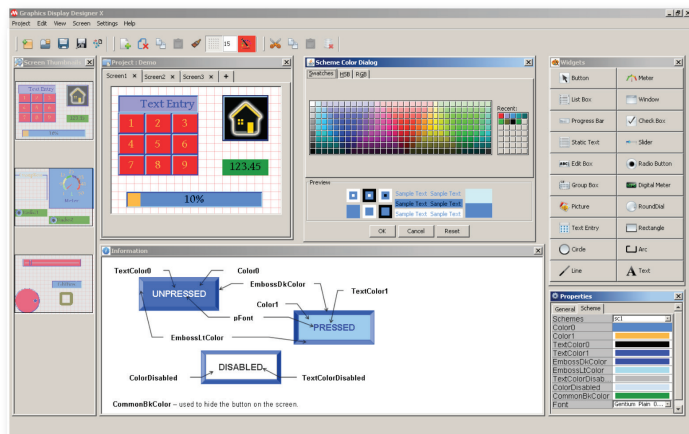 Graphics Display Designer X
Project Edit View Screen Settings Help
15
Project : Demo
Screen1 Screen2 Screen3 +
Text Entry
1 2 3
4 5 6
7 8 9
123.45
10%
Scheme Color Dialog
Swatches HSB RGB
Recent:
Preview
Sample Text Sample Text
Sample Text Sample Text
Sample Text Sample Text
OK Cancel Reset
Widgets
Button Meter
List Box Window
Progress Bar Check Box
Static Text Slider
Edit Box Radio Button
Group Box Digital Meter
Picture RoundDial
Text Entry Rectangle
Circle Arc
Line Text
Information
TextColor0 Color0
EmbossDkColor
TextColor1
UNPRESSED
Color1
pFont
PRESSED
EmbossLtColor
DISABLED
ColorDisabled TextColorDisabled
CommonBkColor – used to hide the button on the screen.
Properties
General Scheme
Schemes
Color0
Color1
TextColor0
TextColor1
EmbossDkColor
EmbossLtColor
TextColorDisab...
ColorDisabled
CommonBkColor
Font Gentium Plain 0...